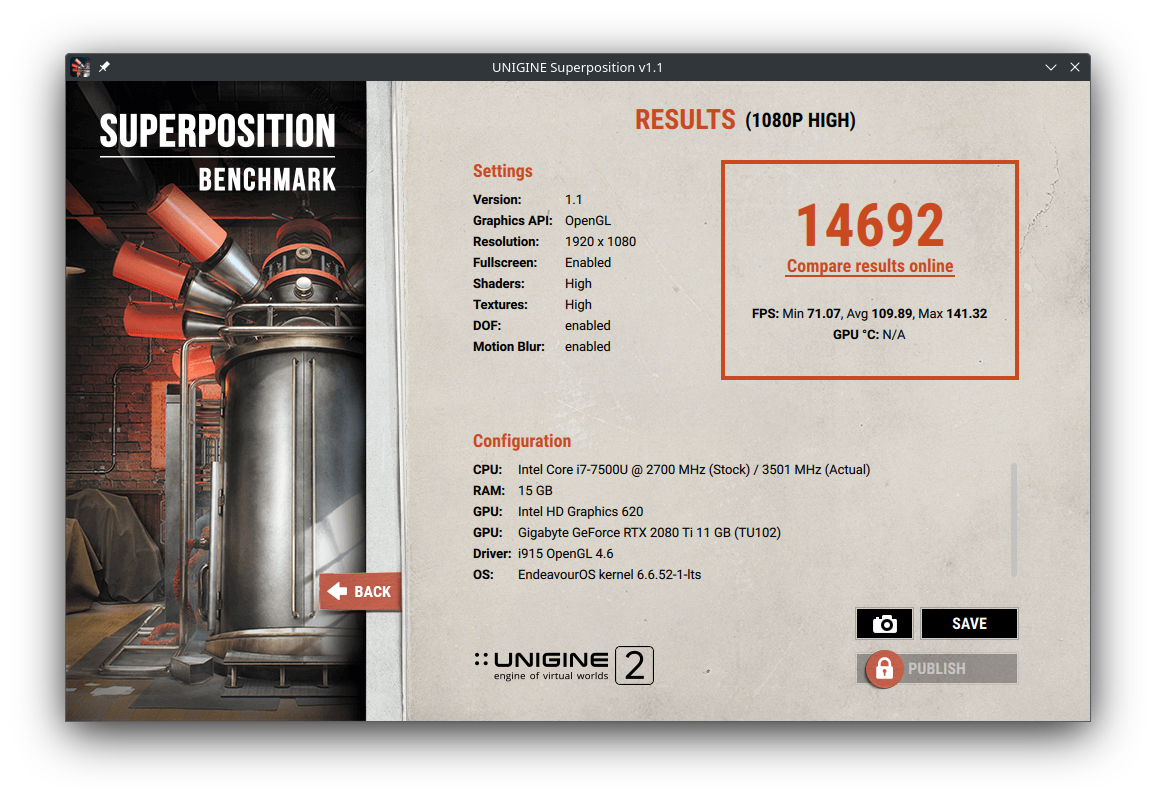 UNIGINE Superposition v1.1
SUPERPOSITION
BENCHMARK
RESULTS (1080P HIGH)
Settings
Version: 1.1
Graphics API: OpenGL
Resolution: 1920 x 1080
Fullscreen: Enabled
Shaders: High
Textures: High
DOF: enabled
Motion Blur: enabled
14692
Compare results online
FPS: Min 71.07, Avg 109.89, Max 141.32
GPU °C: N/A
Configuration
CPU: Intel Core i7-7500U @ 2700 MHz (Stock) / 3501 MHz (Actual)
RAM: 15 GB
GPU: Intel HD Graphics 620
GPU: Gigabyte GeForce RTX 2080 Ti 11 GB (TU102)
Driver: i915 OpenGL 4.6
OS: EndeavourOS kernel 6.6.52-1-lts
BACK
SAVE
UNIGINE 2
engine of virtual worlds
PUBLISH